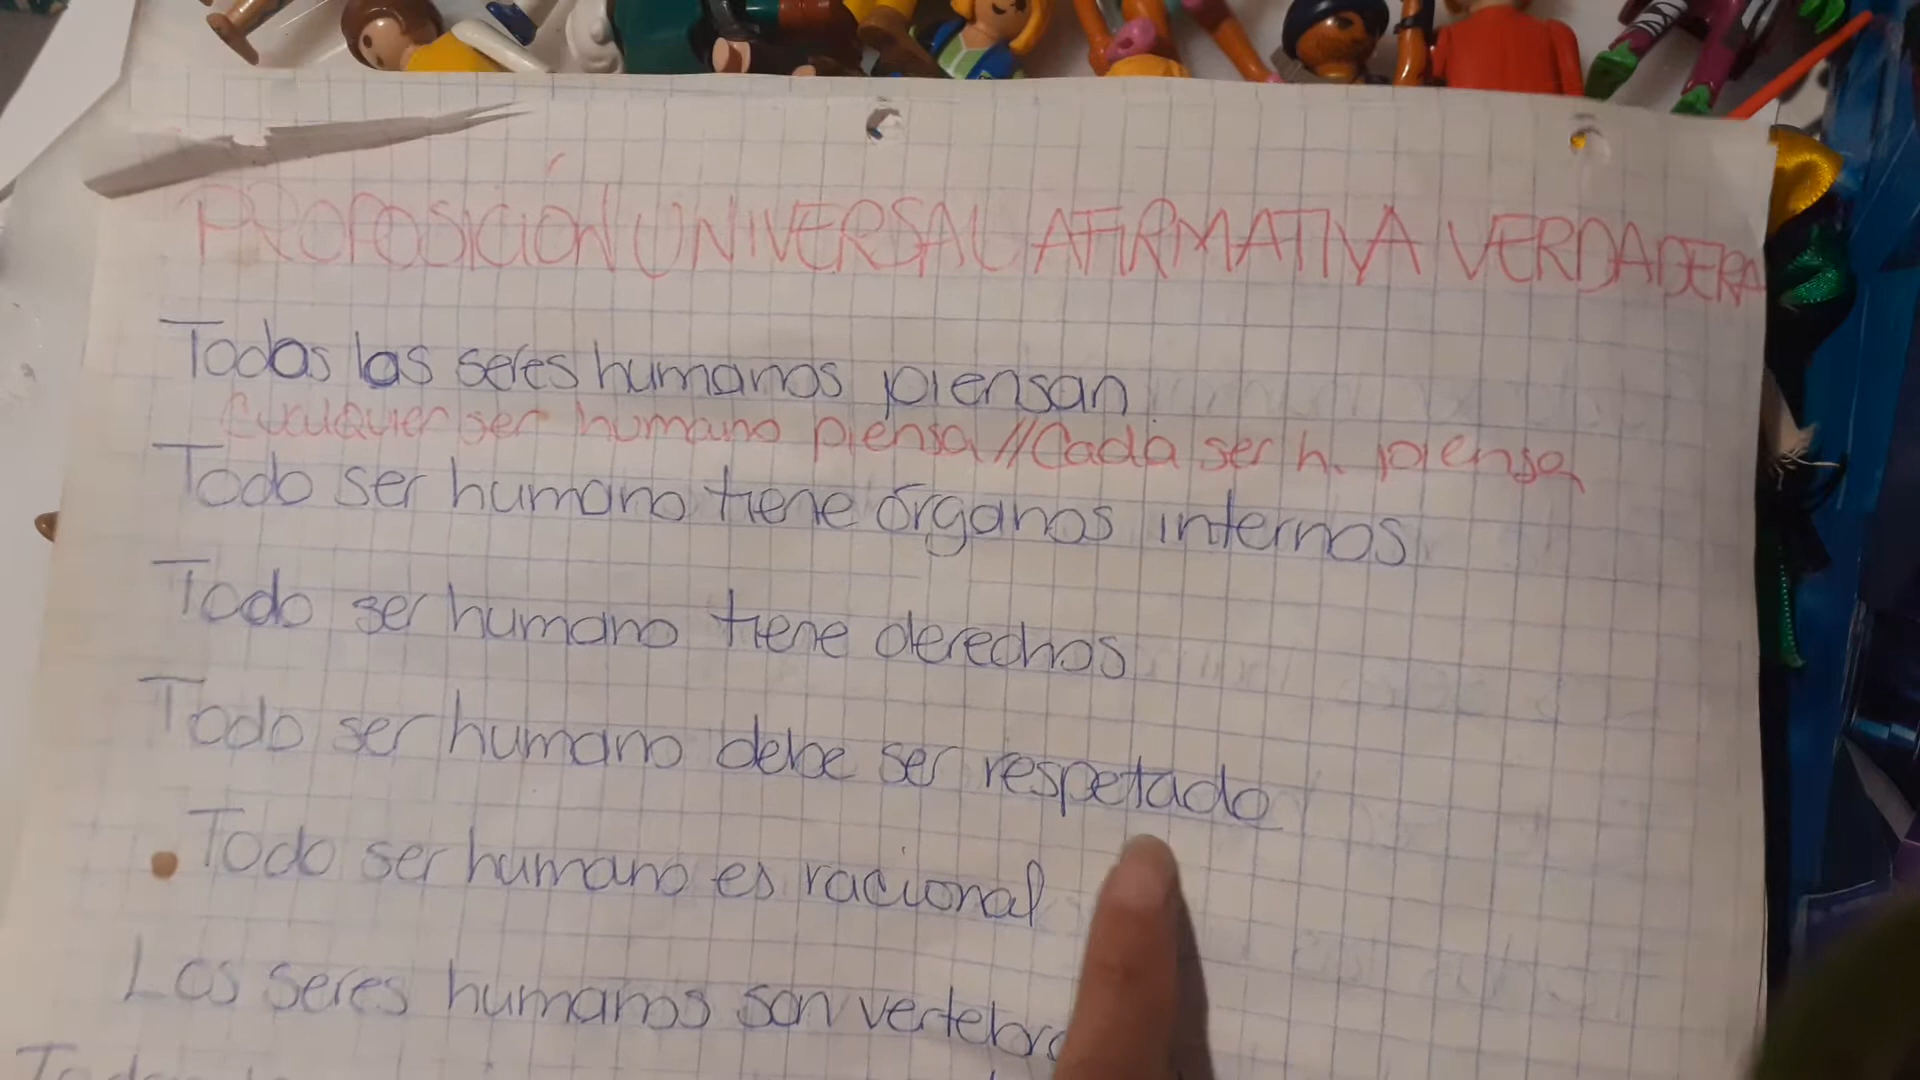 PROPOSICIÓN UNIVERSAL AFIRMATIVA VERDADERA
Todos los seres humanos piensan
Cualquier ser humano piensa // Cada ser h. piensa
Todo ser humano tiene órganos internos
Todo ser humano tiene derechos
Todo ser humano debe ser respetado
Todo ser humano es racional
Los seres humanos son vertebra